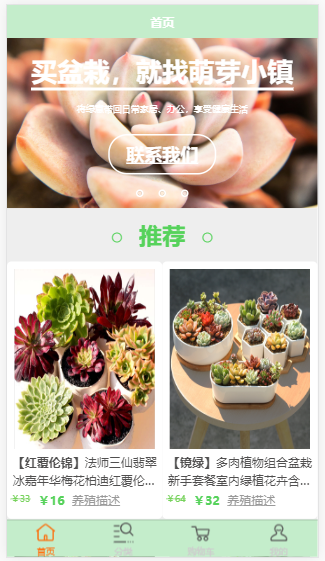 首页
买盆栽，就找萌芽小镇
将绿意带回日常家居、办公，享受健康生活
联系我们
推荐
【红覆伦锦】法师三仙翡翠
冰嘉年华梅花柏迪红覆伦...
￥33 ￥16 养殖描述
【镜绿】多肉植物组合盆栽
新手套餐室内绿植花卉含...
￥64 ￥32 养殖描述
首页 分类 购物车 我的